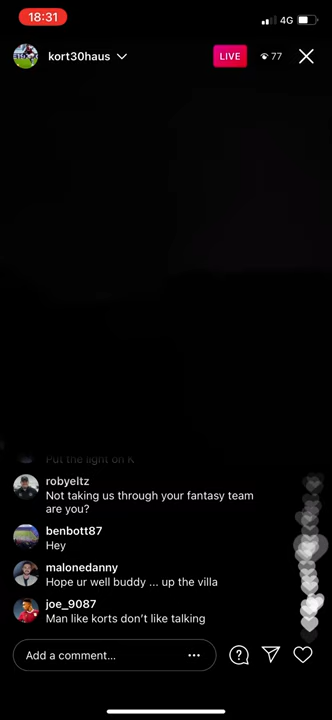 18:31
4G
kort30haus
LIVE
77
Put the light on K
robyeltz
Not taking us through your fantasy team
are you?
benbott87
Hey
malonedanny
Hope ur well buddy ... up the villa
joe_9087
Man like korts don’t like talking
Add a comment...